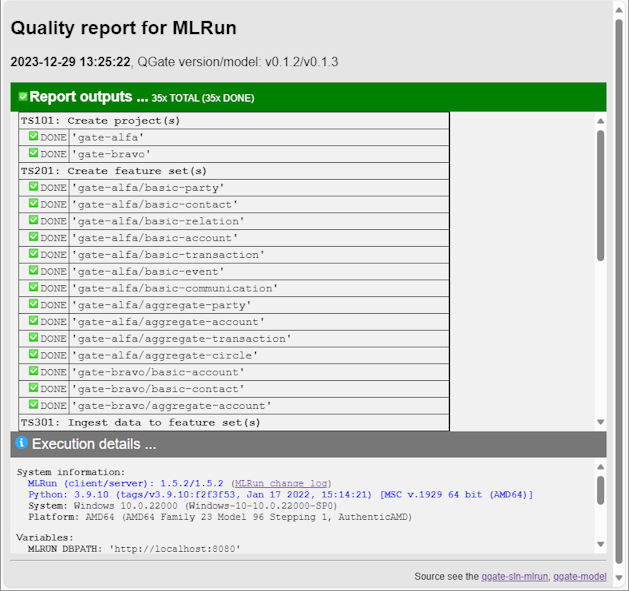 Quality report for MLRun
2023-12-29 13:25:22, QGate version/model: v0.1.2/v0.1.3
Report outputs ... 35x TOTAL (35x DONE)
TS101: Create project(s)
DONE 'gate-alfa'
DONE 'gate-bravo'
TS201: Create feature set(s)
DONE 'gate-alfa/basic-party'
DONE 'gate-alfa/basic-contact'
DONE 'gate-alfa/basic-relation'
DONE 'gate-alfa/basic-account'
DONE 'gate-alfa/basic-transaction'
DONE 'gate-alfa/basic-event'
DONE 'gate-alfa/basic-communication'
DONE 'gate-alfa/aggregate-party'
DONE 'gate-alfa/aggregate-account'
DONE 'gate-alfa/aggregate-transaction'
DONE 'gate-alfa/aggregate-circle'
DONE 'gate-bravo/basic-account'
DONE 'gate-bravo/basic-contact'
DONE 'gate-bravo/aggregate-account'
TS301: Ingest data to feature set(s)
Execution details ...
System information:
MLRun (client/server): 1.5.2/1.5.2 (MLRun change log)
Python: 3.9.10 (tags/v3.9.10:f2f3f53, Jan 17 2022, 15:14:21) [MSC v.1929 64 bit (AMD64)]
System: Windows 10.0.22000 (Windows-10-10.0.22000-SP0)
Platform: AMD64 (AMD64 Family 23 Model 96 Stepping 1, AuthenticAMD)
Variables:
MLRUN DBPATH: 'http://localhost:8080'
Source see the qgate-sln-mlrun, qgate-model